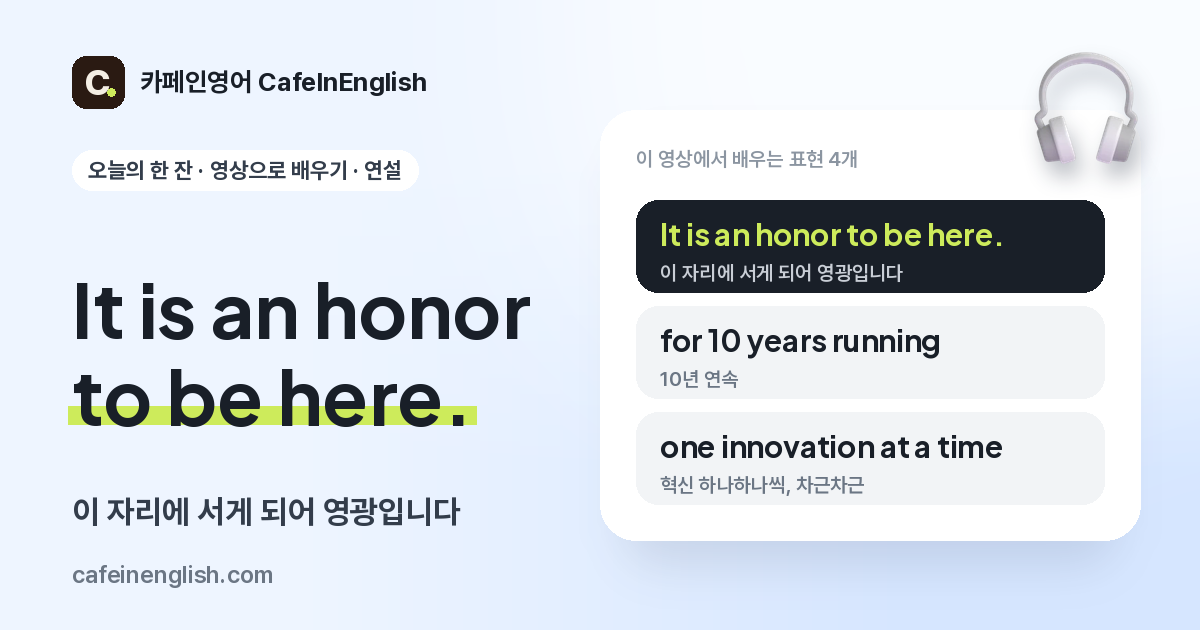 C
카페인영어 CafeInEnglish
오늘의 한 잔 · 영상으로 배우기 · 연설
It is an honor
to be here.
이 자리에 서게 되어 영광입니다
cafeinenglish.com
이 영상에서 배우는 표현 4개
It is an honor to be here.
이 자리에 서게 되어 영광입니다
for 10 years running
10년 연속
one innovation at a time
혁신 하나하나씩, 차근차근